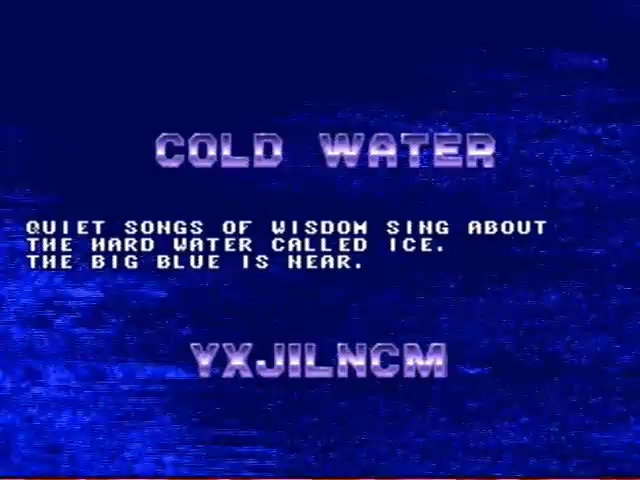 COLD WATER
QUIET SONGS OF WISDOM SING ABOUT
THE HARD WATER CALLED ICE.
THE BIG BLUE IS NEAR.
YXJILNCM